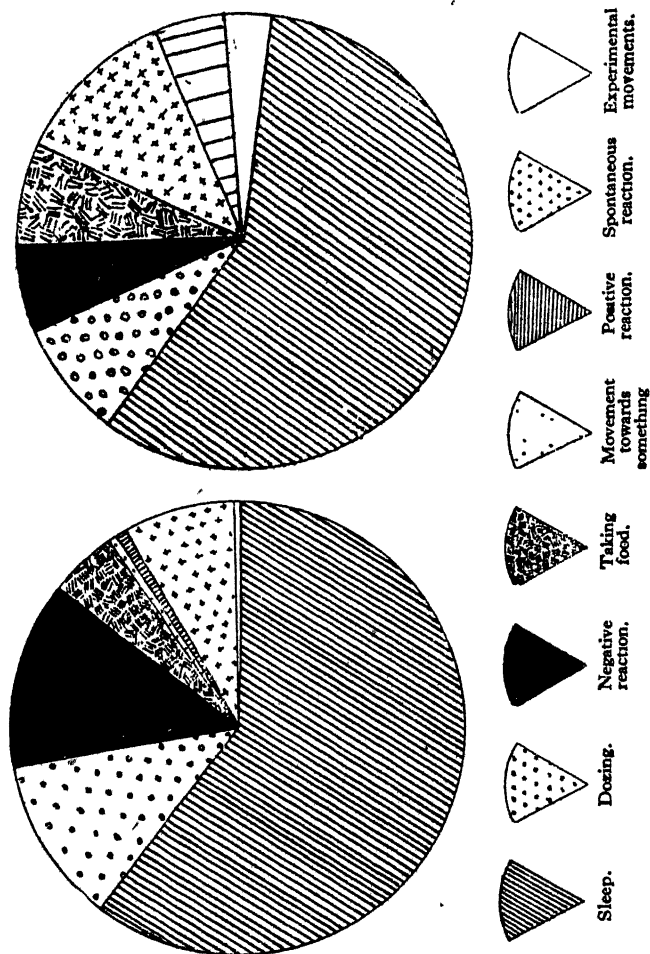 Sleep.
Dozing.
Negative
reaction.
Taking
food.
Movement
towards
something
Positive
reaction.
Spontaneous
reaction.
Experimental
movements.